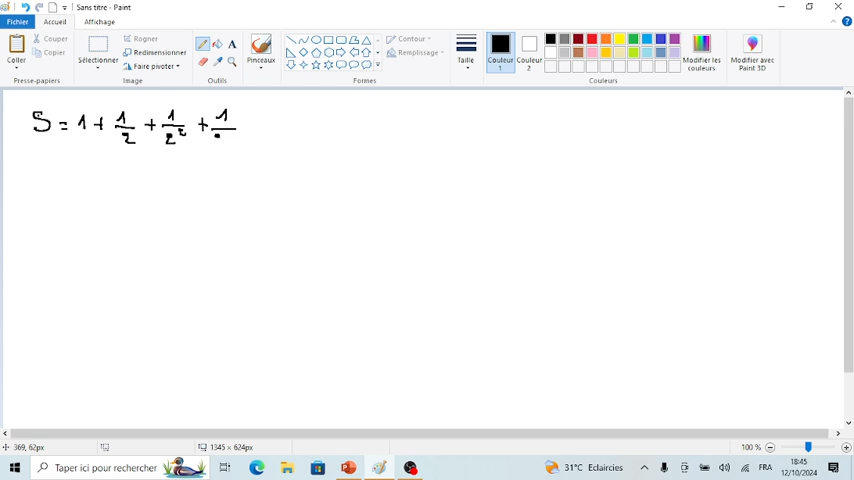 Sans titre - Paint
Fichier Accueil Affichage
Coller
Couper
Copier
Presse-papiers
Sélectionner
Rogner
Redimensionner
Faire pivoter
Image
A
Outils
Pinceaux
Contour
Remplissage
Formes
Taille
Couleur 1
Couleur 2
Couleurs
Modifier les couleurs
Modifier avec Paint 3D
S = 1 + 1/2 + 1/2² + 1/
369, 62px
1345 × 624px
100 %
Taper ici pour rechercher
31°C Eclaircies
FRA
18:45
12/10/2024